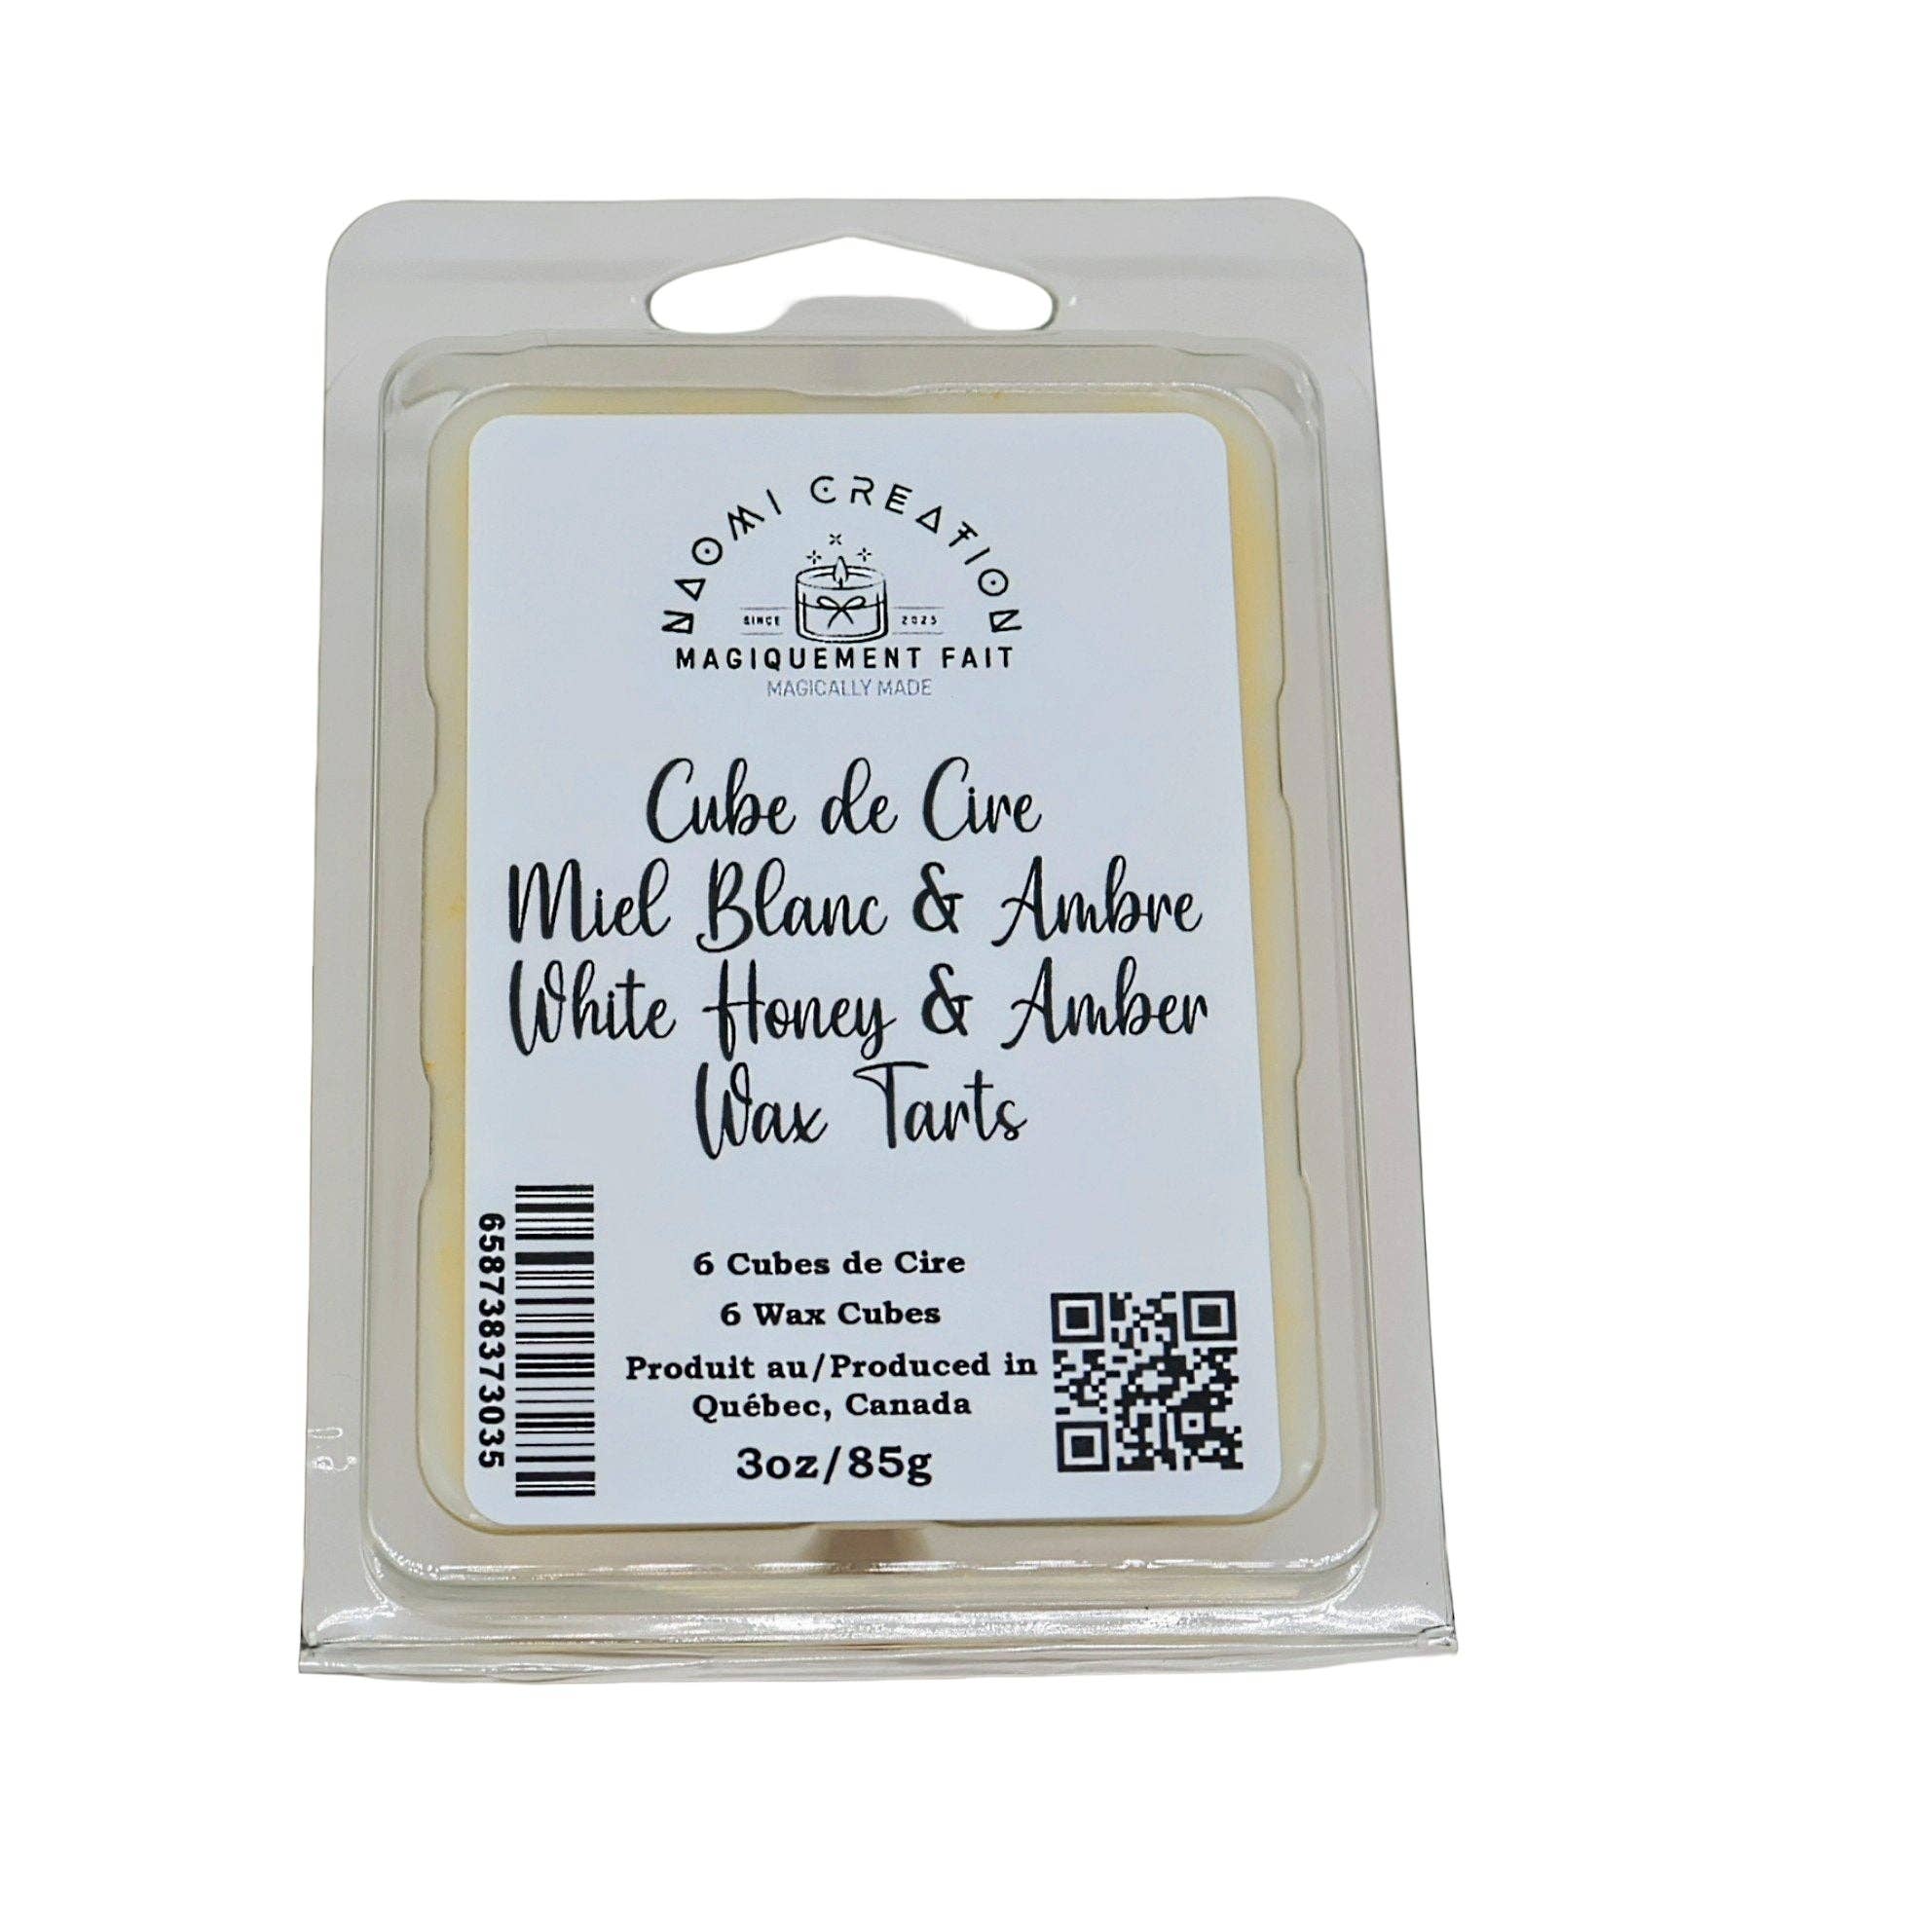 NAOMI CREATION
SINCE 2025
MAGIQUEMENT FAIT
MAGICALLY MADE
Cube de Cire
Miel Blanc & Ambre
White Honey & Amber
Wax Tarts
658738373035
6 Cubes de Cire
6 Wax Cubes
Produit au/Produced in
Québec, Canada
3oz/85g